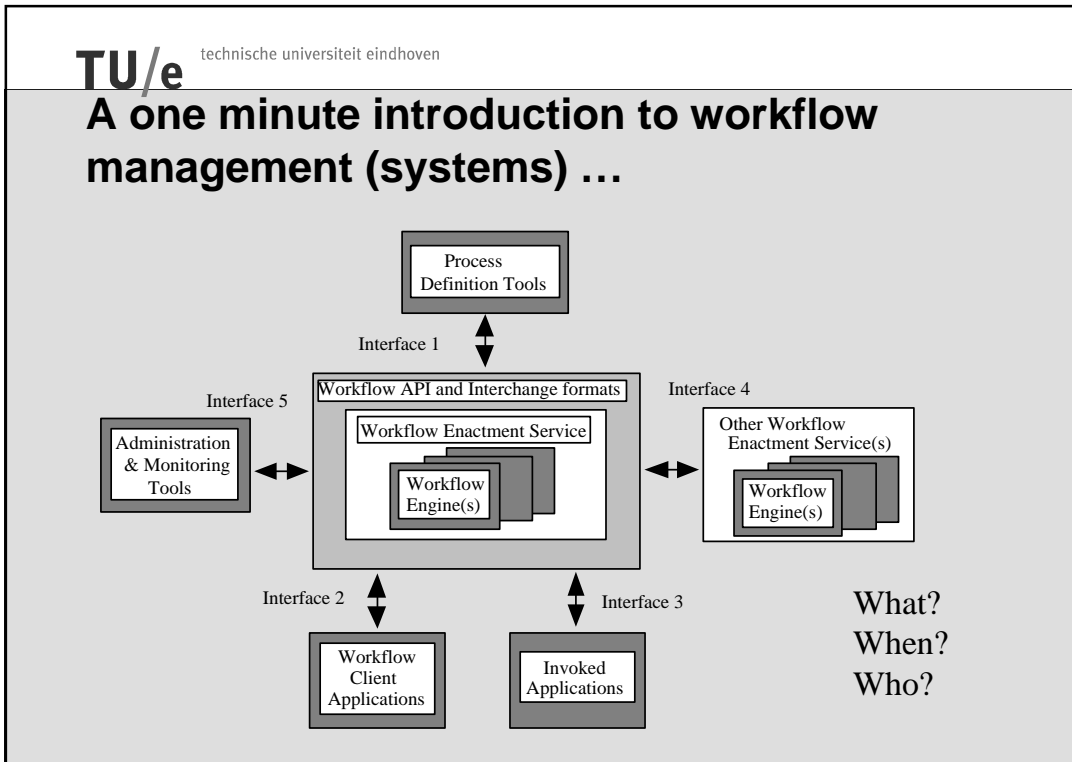 TU/e technische universiteit eindhoven
A one minute introduction to workflow
management (systems) …
Process
Definition Tools
Interface 1
Workflow API and Interchange formats
Interface 4
Interface 5
Workflow Enactment Service
Other Workflow
Enactment Service(s)
Administration
& Monitoring
Tools
Workflow
Engine(s)
Workflow
Engine(s)
Interface 2
Interface 3
What?
When?
Who?
Workflow
Client
Applications
Invoked
Applications